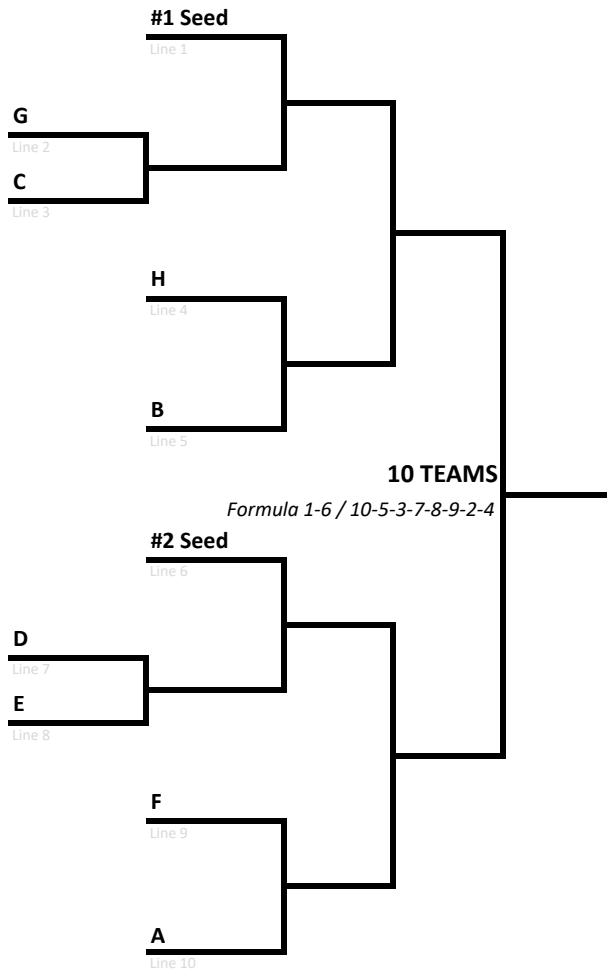 #1 Seed
Line 1
G
Line 2
C
Line 3
H
Line 4
B
Line 5
10 TEAMS
Formula 1-6 / 10-5-3-7-8-9-2-4
#2 Seed
Line 6
D
Line 7
E
Line 8
F
Line 9
A
Line 10